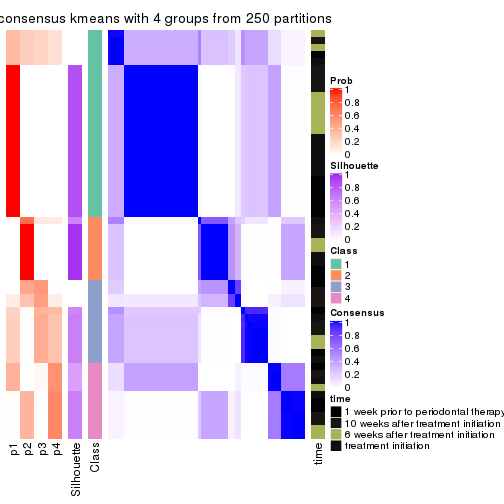 consensus kmeans with 4 groups from 250 partitions
Prob
1
0.8
0.6
0.4
0.2
0
Silhouette
1
0.8
0.6
0.4
0.2
0
Class
1
2
3
4
Consensus
1
0.8
0.6
0.4
0.2
0
time
1 week prior to periodontal therapy
10 weeks after treatment initiation
6 weeks after treatment initiation
treatment initiation
p1
p2
p3
p4
Silhouette
Class
time